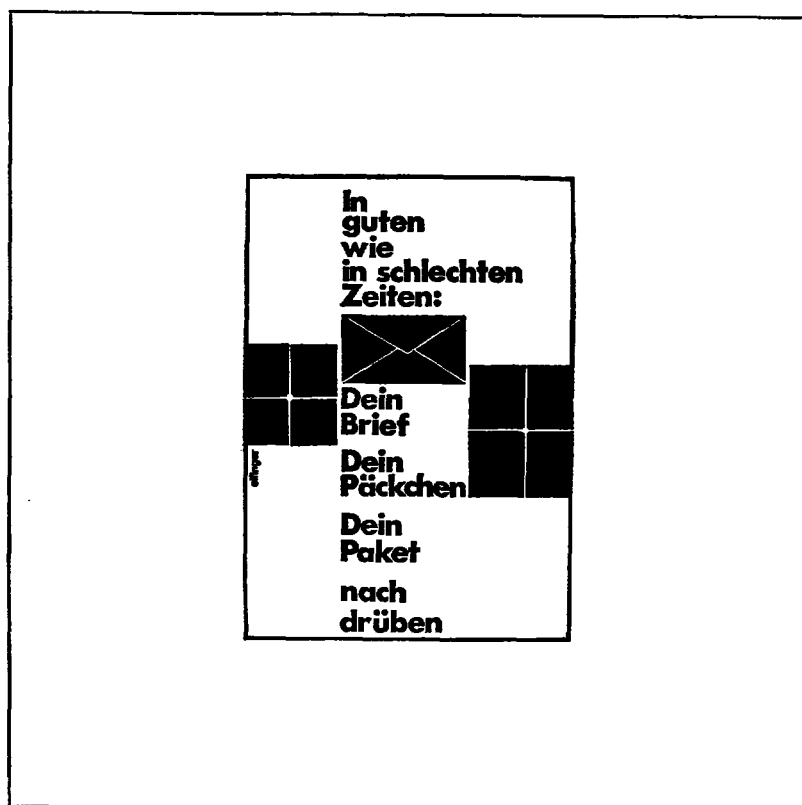 In
guten
wie
in schlechten
Zeiten:
Dein
Brief
Dein
Päckchen
Dein
Paket
nach
drüben